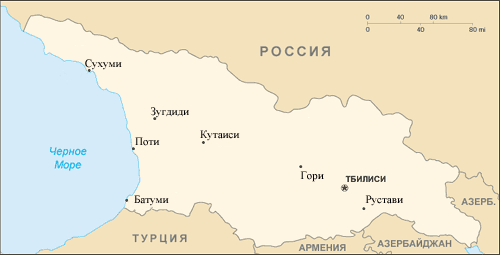 0 40 80 km
0 40 80 mi
РОССИЯ
Сухуми
Зугдиди
Кутаиси
Поти
Черное
Море
Гори
ТБИЛИСИ
Батуми
Рустави
АЗЕРБ.
ТУРЦИЯ
АРМЕНИЯ
АЗЕРБАЙДЖАН